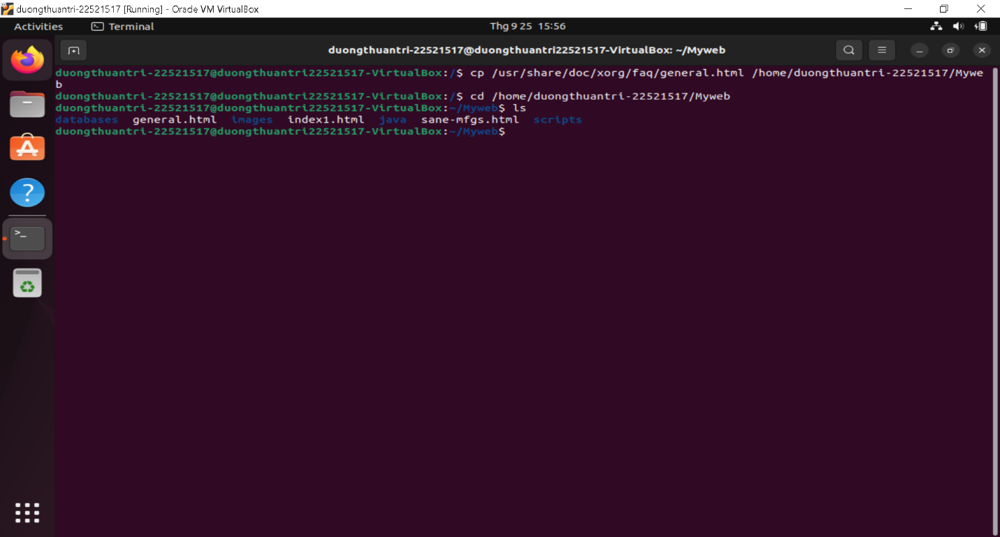 duongthuantri-22521517 [Running] - Oracle VM VirtualBox
Activities Terminal Thg 9 25 15:56
duongthuantri-22521517@duongthuantri22521517-VirtualBox: ~/Myweb
duongthuantri-22521517@duongthuantri22521517-VirtualBox:/$ cp /usr/share/doc/xorg/faq/general.html /home/duongthuantri-22521517/Mywe
b
duongthuantri-22521517@duongthuantri22521517-VirtualBox:/$ cd /home/duongthuantri-22521517/Myweb
duongthuantri-22521517@duongthuantri22521517-VirtualBox:~/Myweb$ ls
databases general.html images index1.html java sane-mfgs.html scripts
duongthuantri-22521517@duongthuantri22521517-VirtualBox:~/Myweb$